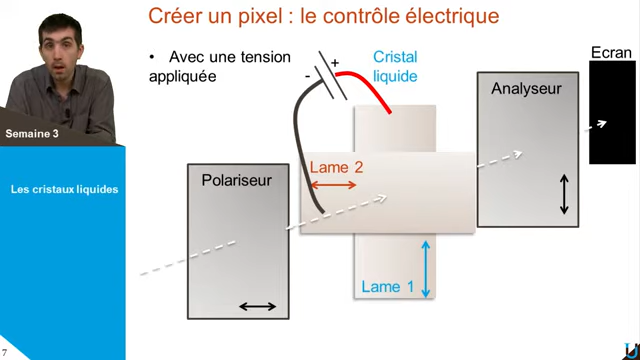 Créer un pixel : le contrôle électrique
• Avec une tension
appliquée
- +
Cristal
liquide
Ecran
Analyseur
Semaine 3
Lame 2
Polariseur
Les cristaux liquides
Lame 1
7